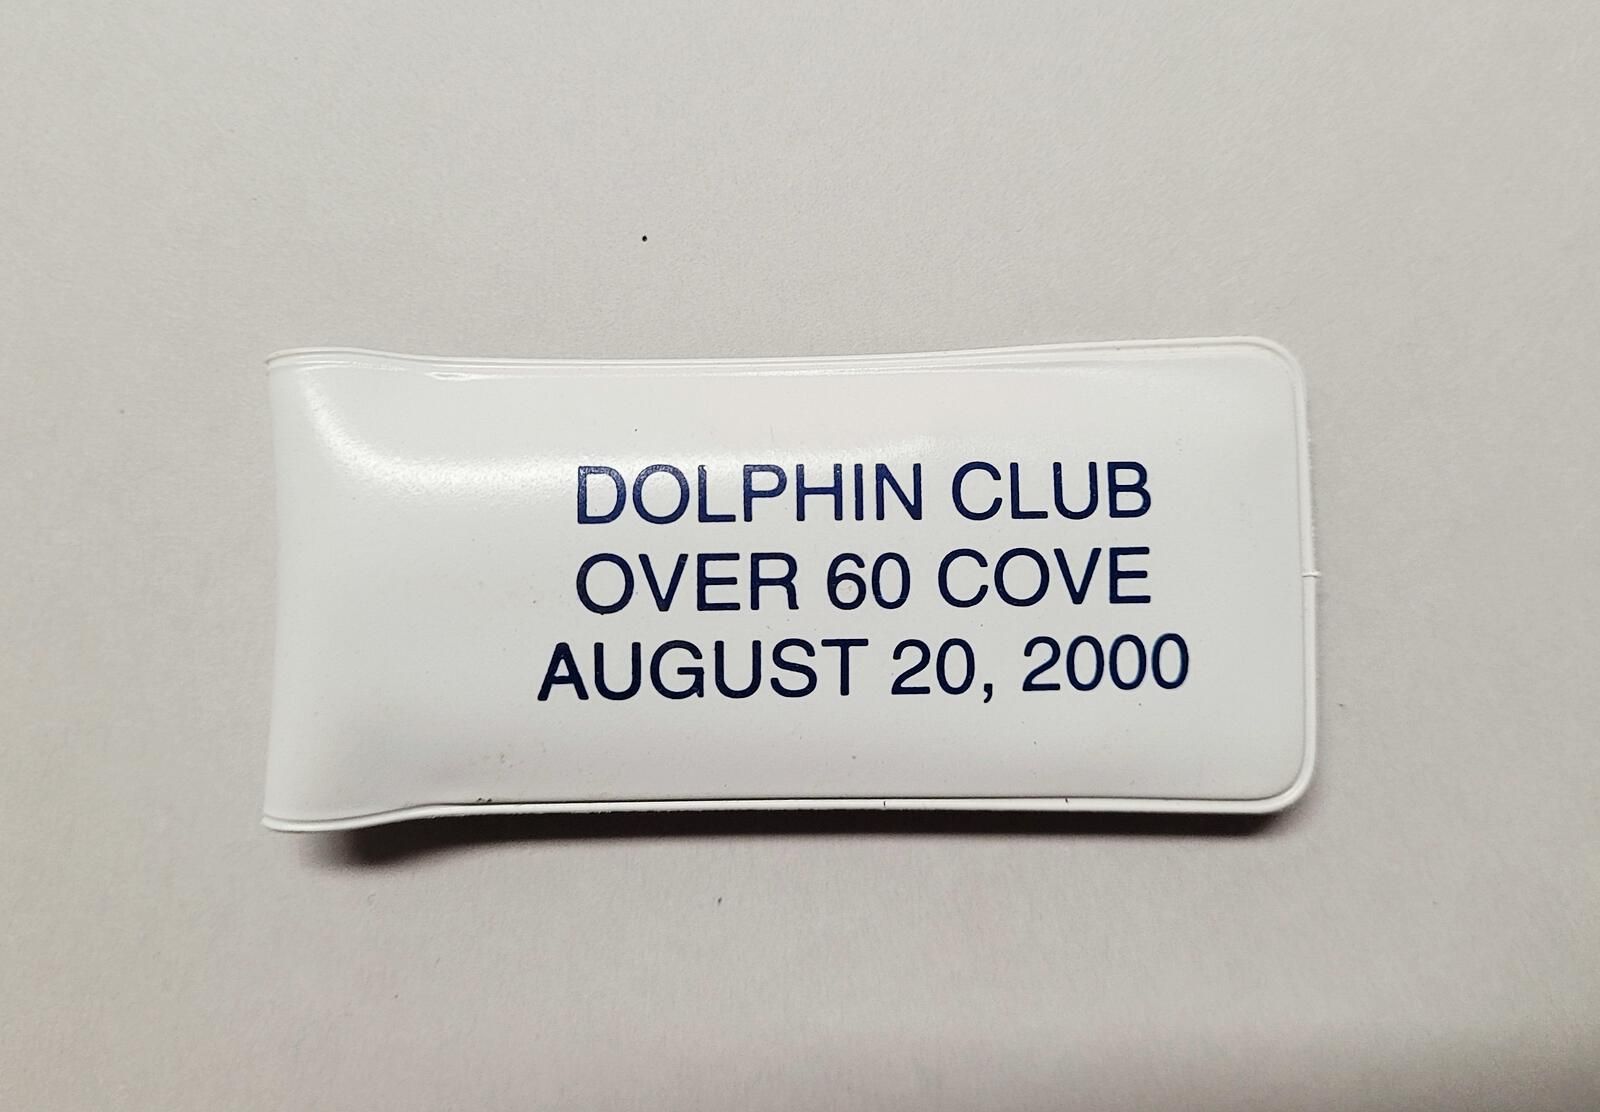 DOLPHIN CLUB
OVER 60 COVE
AUGUST 20, 2000